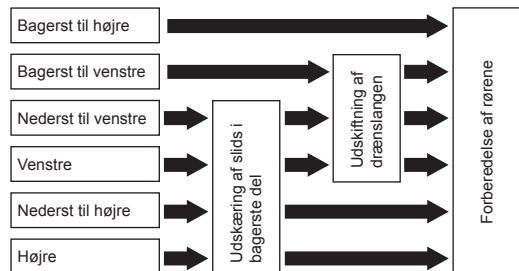 Bagerst til højre
Bagerst til venstre
Nederst til venstre
Venstre
Nederst til højre
Højre
Udskæring af slids i
bagerste del
Udskiftning af
drænslangen
Forberedelse af rørene